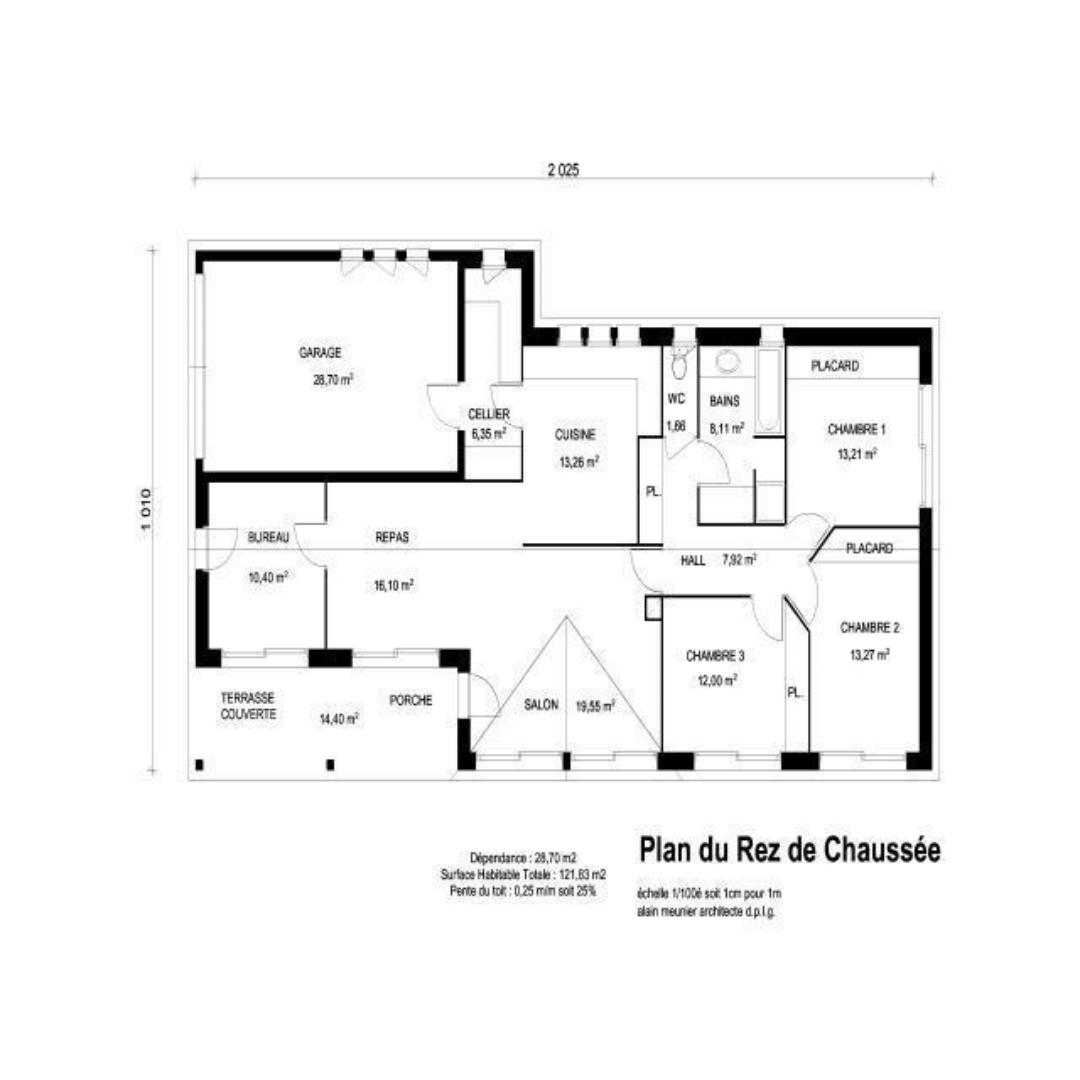 2 025
1 010
GARAGE
28,70 m²
CELLIER
6,35 m²
CUISINE
13,26 m²
WC
1,66
BAINS
8,11 m²
PLACARD
CHAMBRE 1
13,21 m²
PL.
BUREAU
10,40 m²
REPAS
16,10 m²
HALL 7,92 m²
PLACARD
CHAMBRE 2
13,27 m²
CHAMBRE 3
12,00 m²
PL.
TERRASSE
COUVERTE
14,40 m²
PORCHE
SALON 19,55 m²
Plan du Rez de Chaussée
Dépendance : 28,70 m2
Surface Habitable Totale : 121,83 m2
Pente du toit : 0,25 m/m soit 25%
échelle 1/100è soit 1cm pour 1m
alain meunier architecte d.p.l.g.